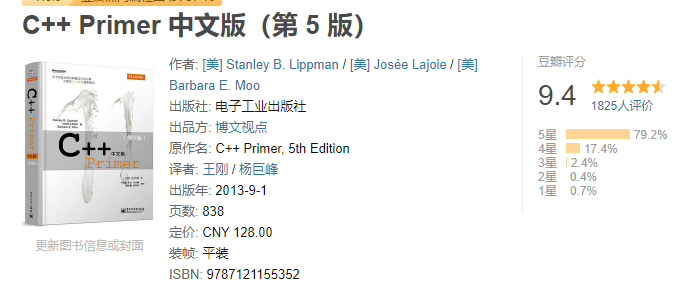 C++ Primer 中文版（第 5 版）
作者: [美] Stanley B. Lippman / [美] Josée Lajoie / [美]
Barbara E. Moo
出版社: 电子工业出版社
出品方: 博文视点
原作名: C++ Primer, 5th Edition
译者: 王刚 / 杨巨峰
出版年: 2013-9-1
页数: 838
定价: CNY 128.00
装帧: 平装
ISBN: 9787121155352
C++
Primer
C++ 中文版
Primer
更新图书信息或封面
豆瓣评分
9.4
1825人评价
5星 79.2%
4星 17.4%
3星 2.4%
2星 0.4%
1星 0.7%